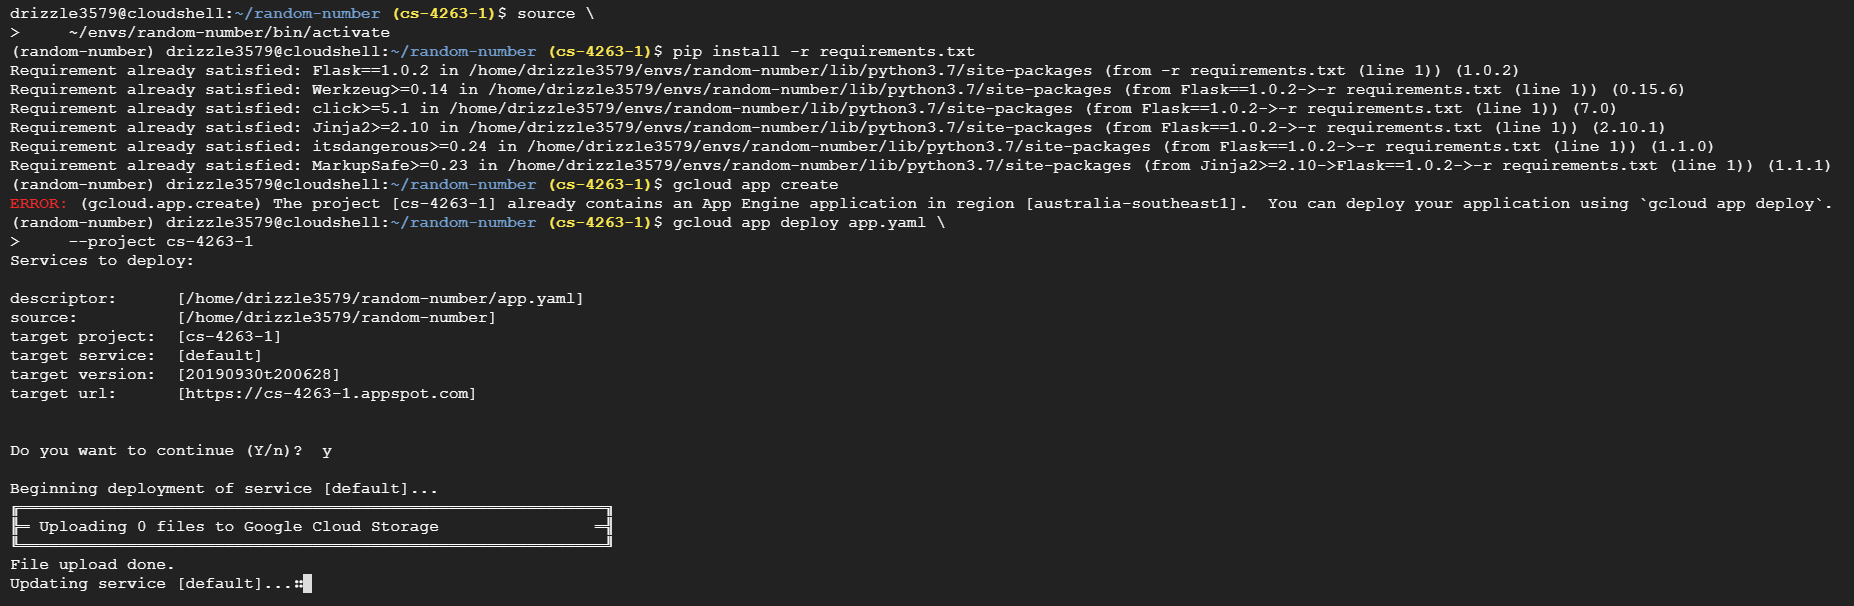 drizzle3579@cloudshell:~/random-number (cs-4263-1)$ source \
>     ~/envs/random-number/bin/activate
(random-number) drizzle3579@cloudshell:~/random-number (cs-4263-1)$ pip install -r requirements.txt
Requirement already satisfied: Flask==1.0.2 in /home/drizzle3579/envs/random-number/lib/python3.7/site-packages (from -r requirements.txt (line 1)) (1.0.2)
Requirement already satisfied: Werkzeug>=0.14 in /home/drizzle3579/envs/random-number/lib/python3.7/site-packages (from Flask==1.0.2->-r requirements.txt (line 1)) (0.15.6)
Requirement already satisfied: click>=5.1 in /home/drizzle3579/envs/random-number/lib/python3.7/site-packages (from Flask==1.0.2->-r requirements.txt (line 1)) (7.0)
Requirement already satisfied: Jinja2>=2.10 in /home/drizzle3579/envs/random-number/lib/python3.7/site-packages (from Flask==1.0.2->-r requirements.txt (line 1)) (2.10.1)
Requirement already satisfied: itsdangerous>=0.24 in /home/drizzle3579/envs/random-number/lib/python3.7/site-packages (from Flask==1.0.2->-r requirements.txt (line 1)) (1.1.0)
Requirement already satisfied: MarkupSafe>=0.23 in /home/drizzle3579/envs/random-number/lib/python3.7/site-packages (from Jinja2>=2.10->Flask==1.0.2->-r requirements.txt (line 1)) (1.1.1)
(random-number) drizzle3579@cloudshell:~/random-number (cs-4263-1)$ gcloud app create
ERROR: (gcloud.app.create) The project [cs-4263-1] already contains an App Engine application in region [australia-southeast1].  You can deploy your application using `gcloud app deploy`.
(random-number) drizzle3579@cloudshell:~/random-number (cs-4263-1)$ gcloud app deploy app.yaml \
>     --project cs-4263-1
Services to deploy:
descriptor:      [/home/drizzle3579/random-number/app.yaml]
source:          [/home/drizzle3579/random-number]
target project:  [cs-4263-1]
target service:  [default]
target version:  [20190930t200628]
target url:      [https://cs-4263-1.appspot.com]
Do you want to continue (Y/n)?  y
Beginning deployment of service [default]...
Uploading 0 files to Google Cloud Storage
File upload done.
Updating service [default]...